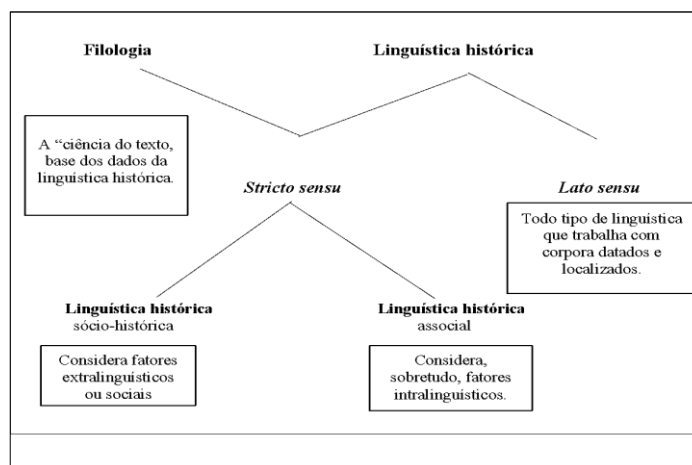 Filologia
Linguística histórica
A “ciência do texto,
base dos dados da
linguística histórica.
Stricto sensu
Lato sensu
Todo tipo de linguística
que trabalha com
corpora datados e
localizados.
Linguística histórica
sócio-histórica
Linguística histórica
associal
Considera fatores
extralinguísticos
ou sociais
Considera,
sobretudo, fatores
intralinguísticos.